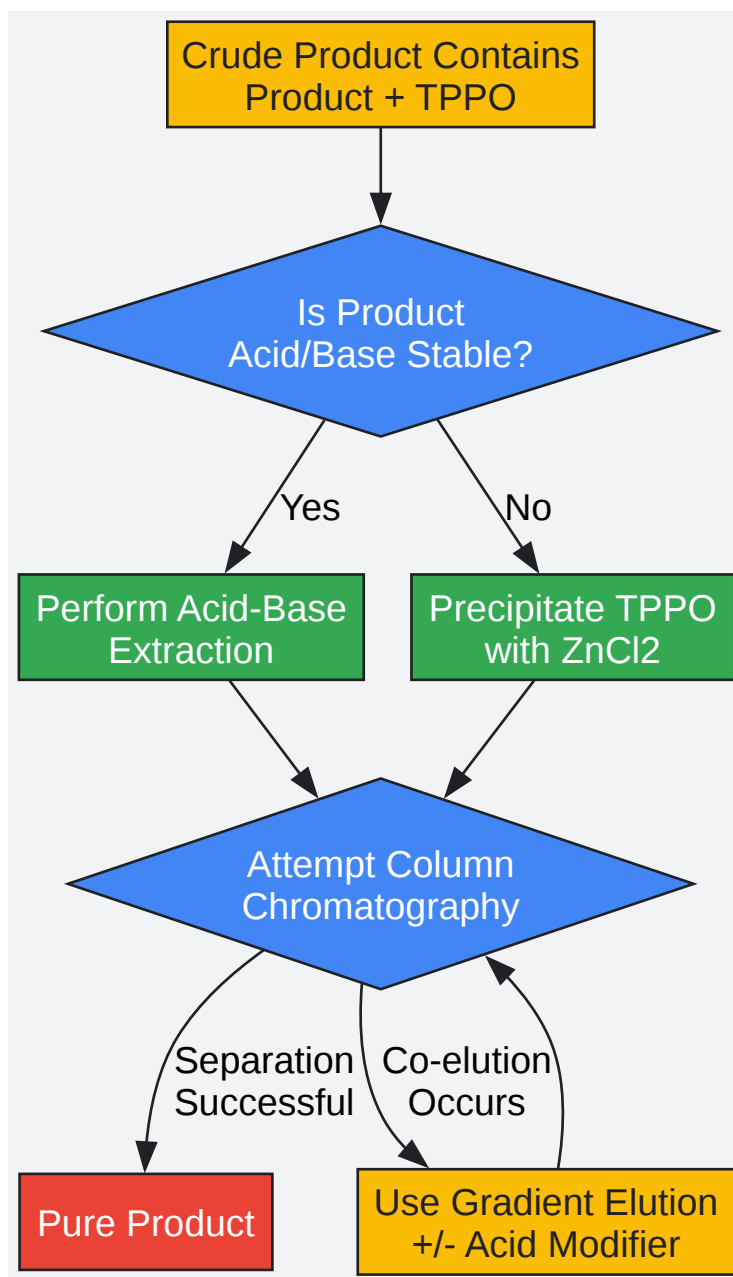 Crude Product Contains
Product + TPPO
Is Product
Acid/Base Stable?
Yes
No
Perform Acid-Base
Extraction
Precipitate TPPO
with ZnCl2
Attempt Column
Chromatography
Separation
Successful
Co-elution
Occurs
Pure Product
Use Gradient Elution
+/- Acid Modifier